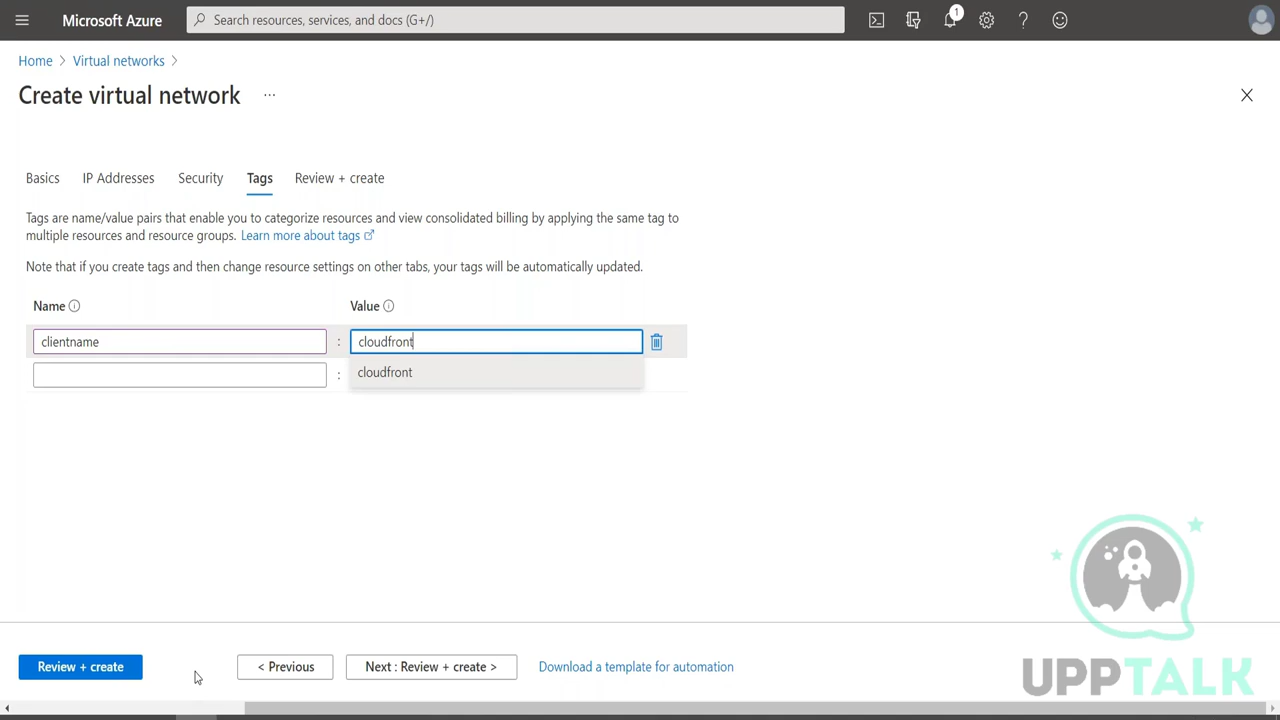 Microsoft Azure
Search resources, services, and docs (G+/)
1
Home > Virtual networks >
Create virtual network ...
Basics IP Addresses Security Tags Review + create
Tags are name/value pairs that enable you to categorize resources and view consolidated billing by applying the same tag to
multiple resources and resource groups. Learn more about tags
Note that if you create tags and then change resource settings on other tabs, your tags will be automatically updated.
Name Value
clientname : cloudfront
: cloudfront
Review + create < Previous Next : Review + create > Download a template for automation
UPPTALK